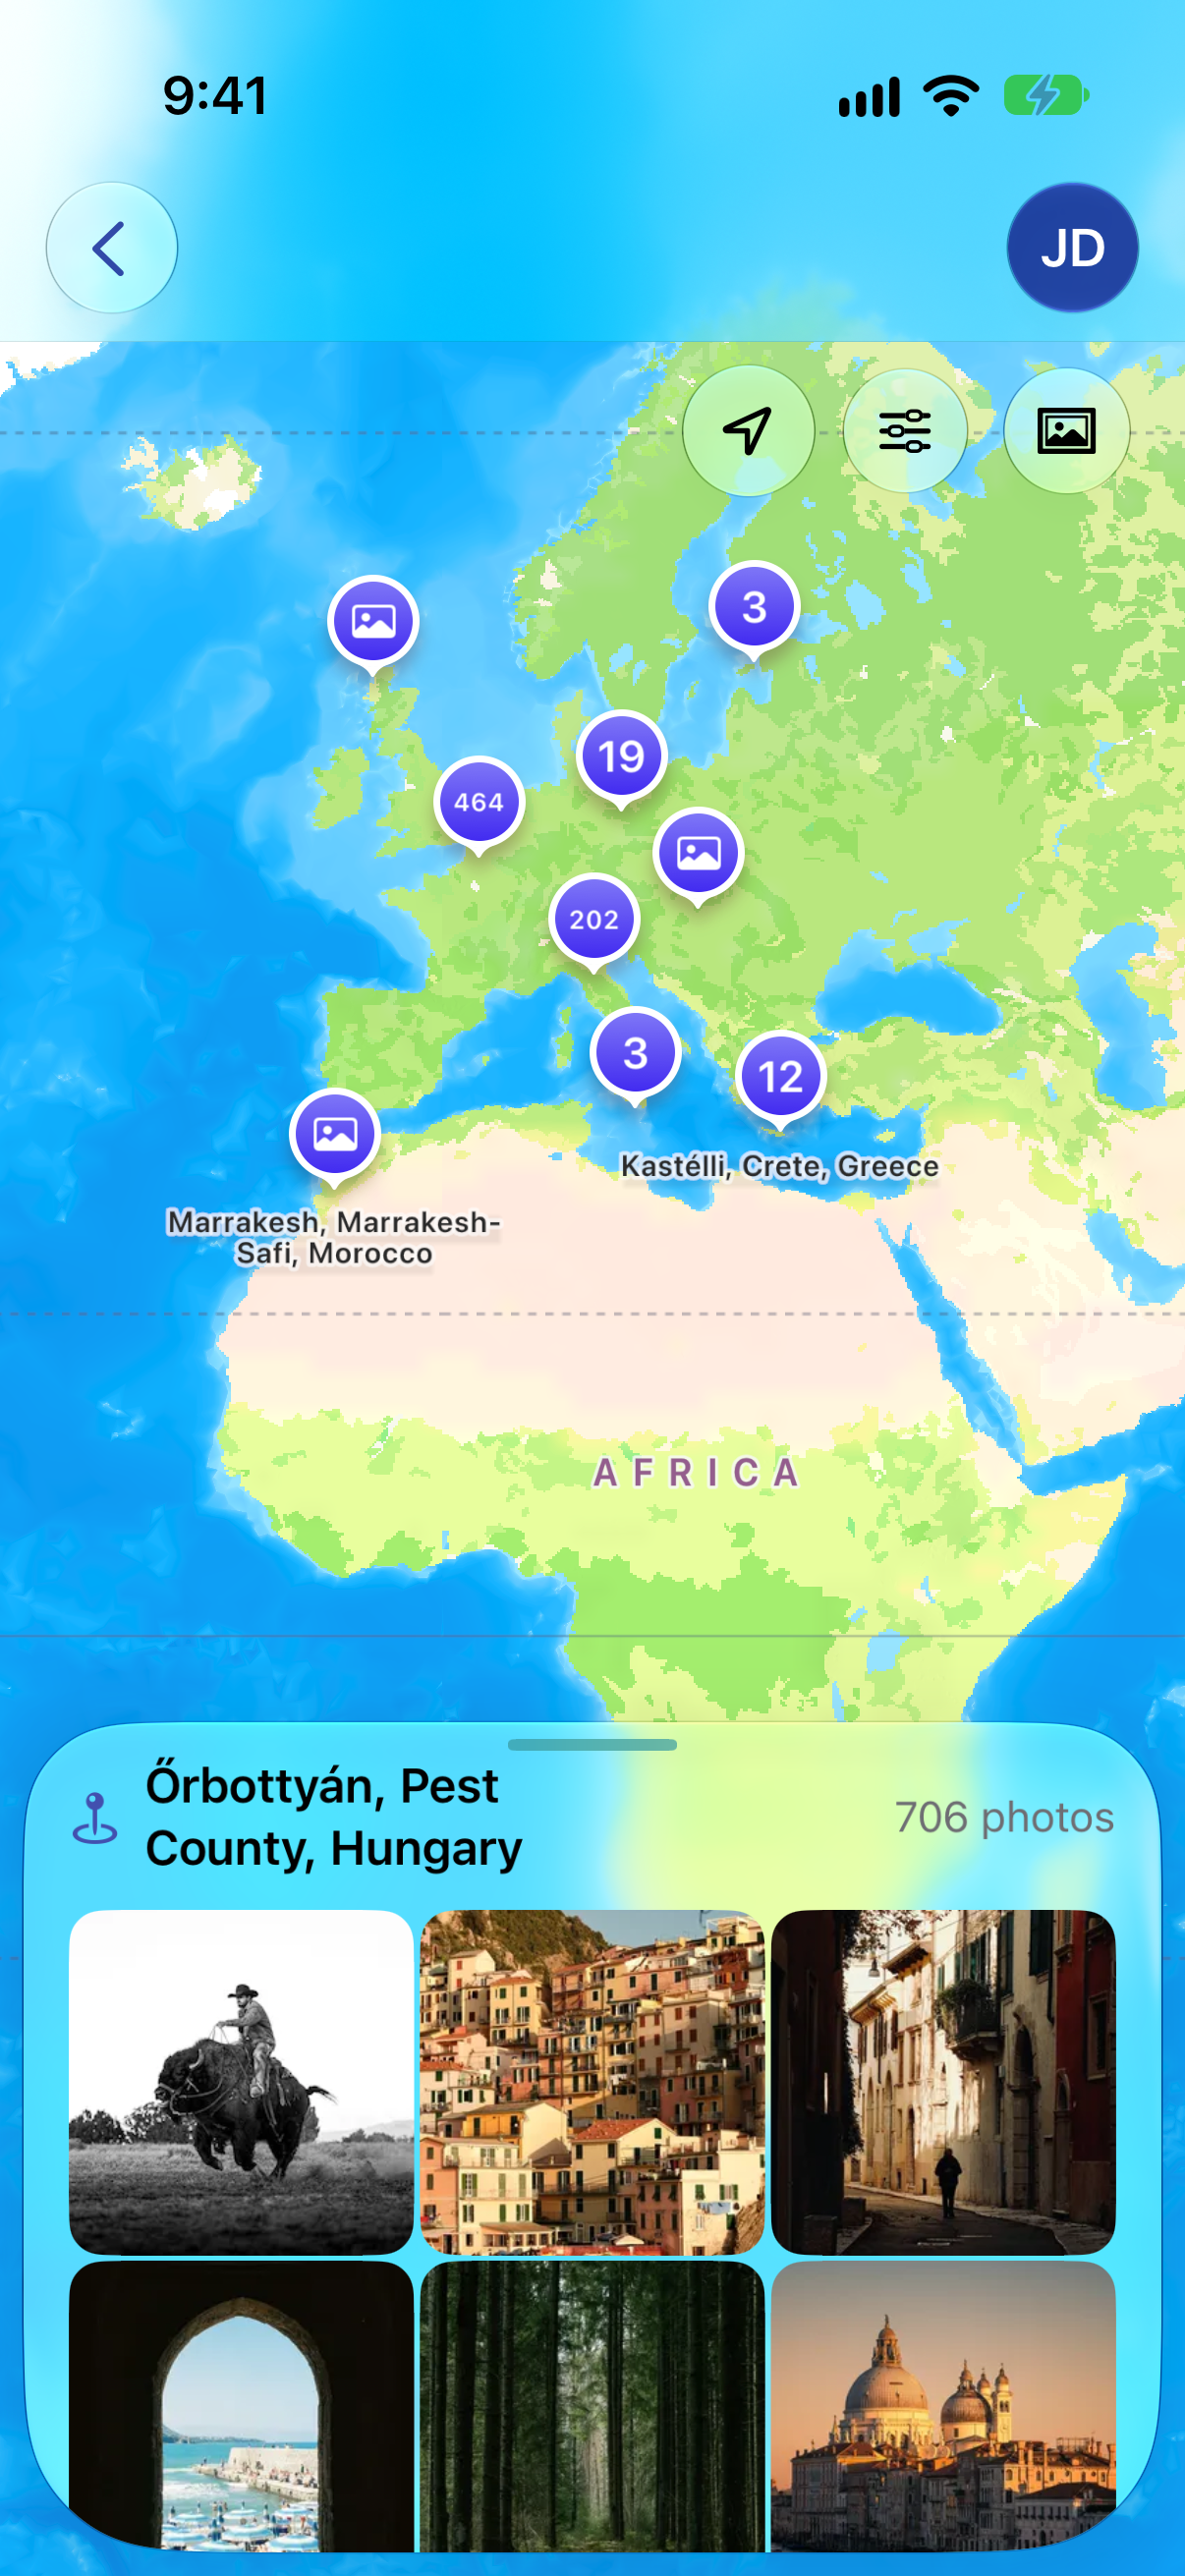 9:41
JD
3
19
464
202
3
12
Kastélli, Crete, Greece
Marrakesh, Marrakesh-
Safi, Morocco
AFRICA
Őrbottyán, Pest
County, Hungary
706 photos